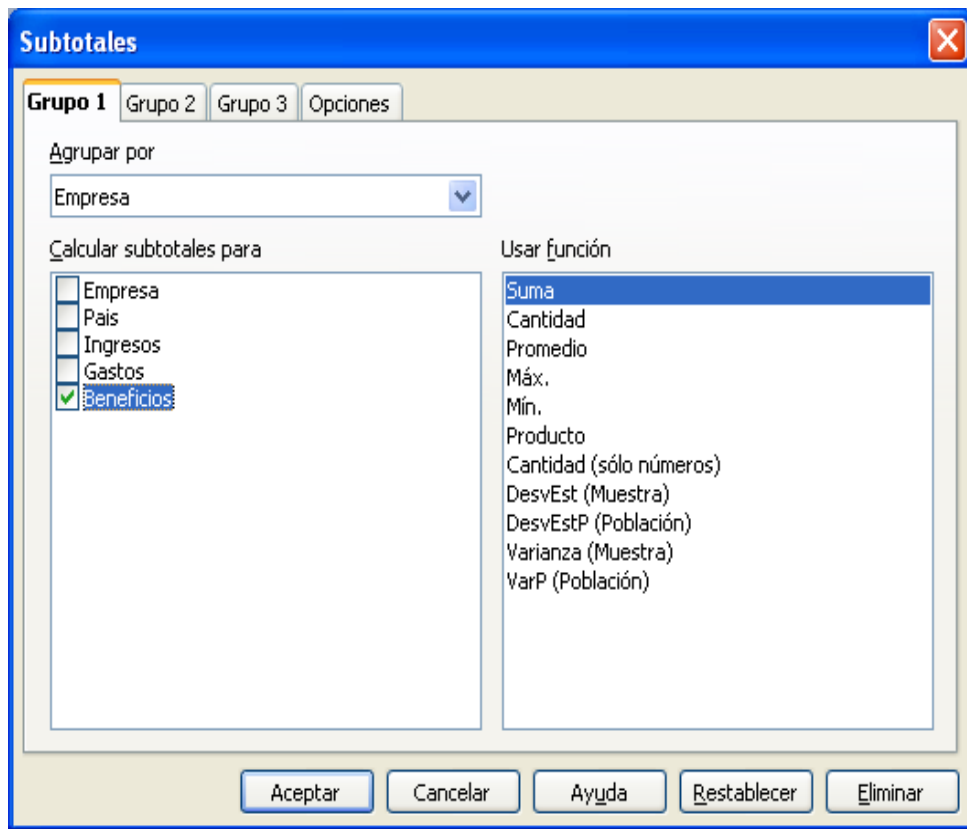 Subtotales
Grupo 1 Grupo 2 Grupo 3 Opciones
Agrupar por
Empresa
Calcular subtotales para
Empresa
Pais
Ingresos
Gastos
Beneficios
Usar función
Suma
Cantidad
Promedio
Máx.
Mín.
Producto
Cantidad (sólo números)
DesvEst (Muestra)
DesvEstP (Población)
Varianza (Muestra)
VarP (Población)
Aceptar Cancelar Ayuda Restablecer Eliminar